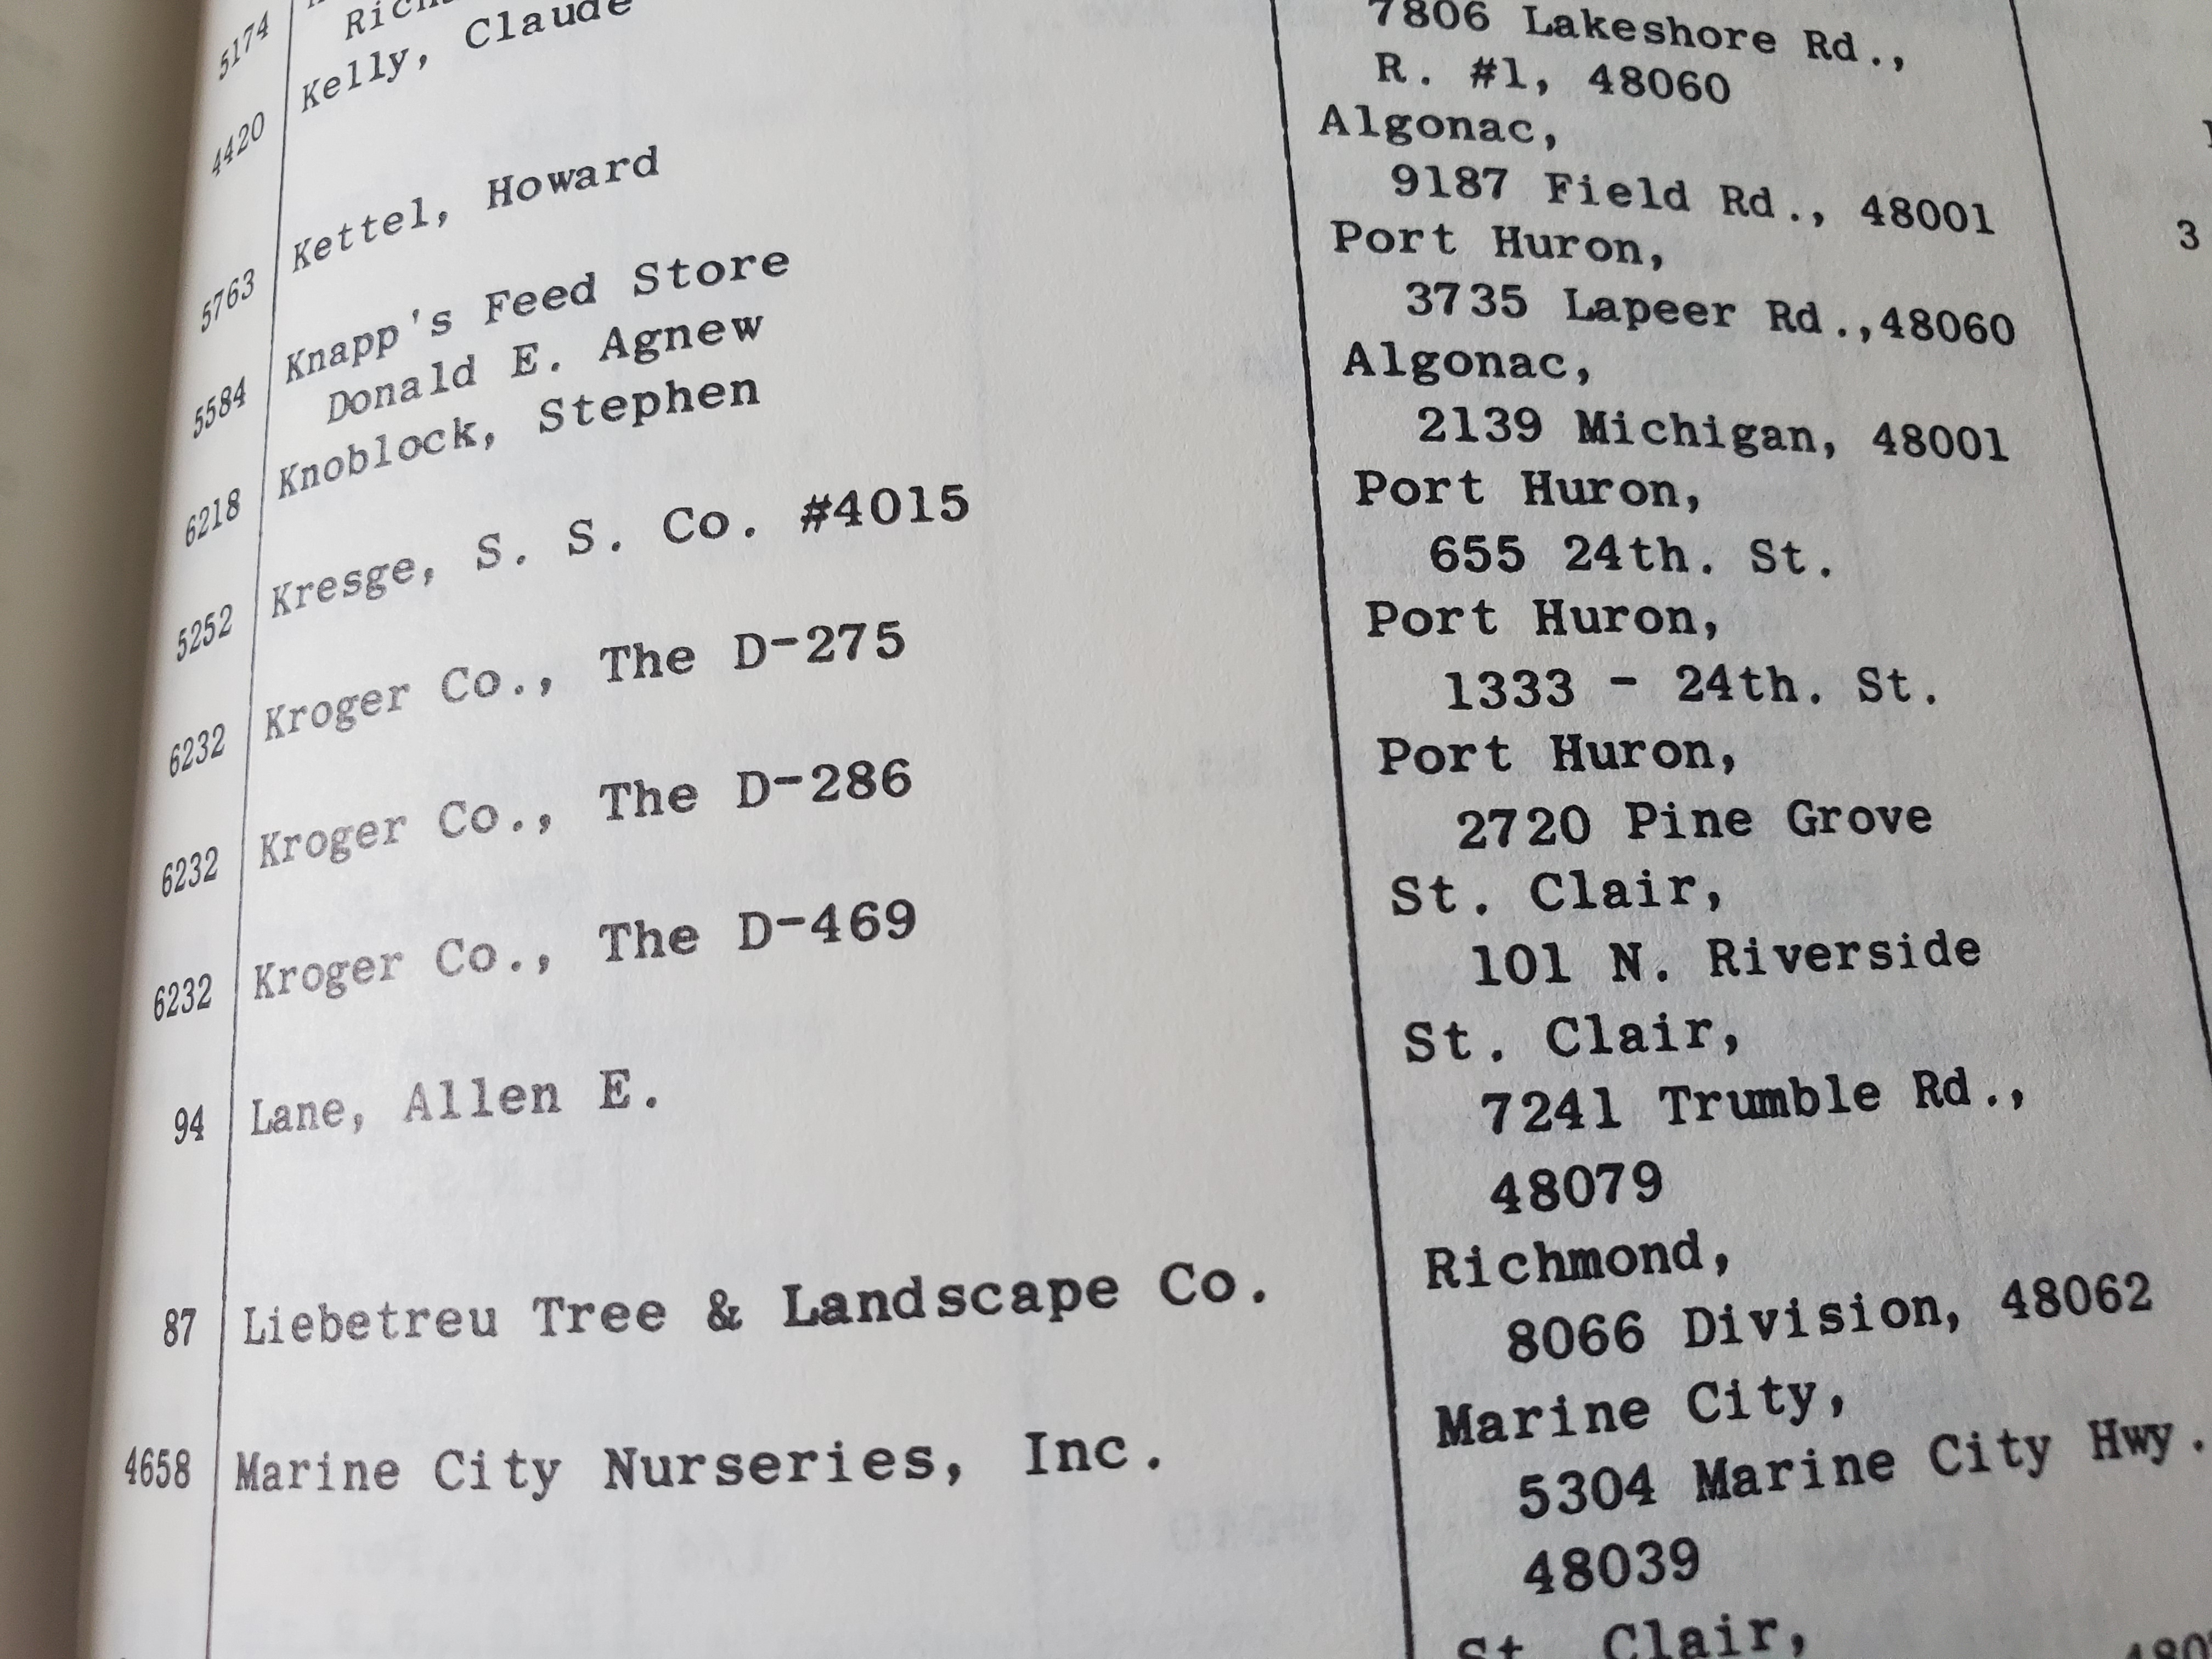 5174
4420 Kelly, Claude
7806 Lakeshore Rd.,
R. #1, 48060
5763 Kettel, Howard
Algonac,
9187 Field Rd., 48001
3
5584 Knapp's Feed Store
Donald E. Agnew
Port Huron,
3735 Lapeer Rd.,48060
6218 Knoblock, Stephen
Algonac,
2139 Michigan, 48001
5252 Kresge, S. S. Co. #4015
Port Huron,
655 24th. St.
6232 Kroger Co., The D-275
Port Huron,
1333 - 24th. St.
6232 Kroger Co., The D-286
Port Huron,
2720 Pine Grove
6232 Kroger Co., The D-469
St. Clair,
101 N. Riverside
94 Lane, Allen E.
St. Clair,
7241 Trumble Rd.,
48079
87 Liebetreu Tree & Landscape Co.
Richmond,
8066 Division, 48062
4658 Marine City Nurseries, Inc.
Marine City,
5304 Marine City Hwy.
48039
St. Clair,